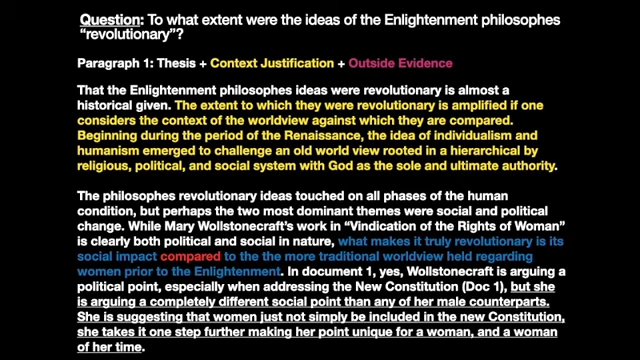 Question: To what extent were the ideas of the Enlightenment philosophes
“revolutionary”?
Paragraph 1: Thesis + Context Justification + Outside Evidence
That the Enlightenment philosophes ideas were revolutionary is almost a
historical given. The extent to which they were revolutionary is amplified if one
considers the context of the worldview against which they are compared.
Beginning during the period of the Renaissance, the idea of individualism and
humanism emerged to challenge an old world view rooted in a hierarchical by
religious, political, and social system with God as the sole and ultimate authority.
The philosophes revolutionary ideas touched on all phases of the human
condition, but perhaps the two most dominant themes were social and political
change. While Mary Wollstonecraft’s work in “Vindication of the Rights of Woman”
is clearly both political and social in nature, what makes it truly revolutionary is its
social impact compared to the the more traditional worldview held regarding
women prior to the Enlightenment. In document 1, yes, Wollstonecraft is arguing a
political point, especially when addressing the New Constitution (Doc 1), but she
is arguing a completely different social point than any of her male counterparts.
She is suggesting that women just not simply be included in the new Constitution,
she takes it one step further making her point unique for a woman, and a woman
of her time.